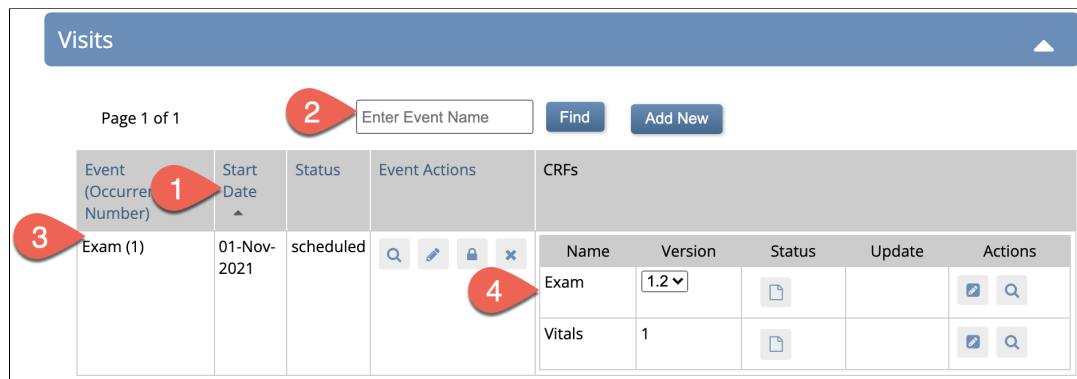 Visits
Page 1 of 1
2
Enter Event Name
Find
Add New
Event
(Occurrer
Number)
1
Start
Date
Status
Event Actions
CRFs
3
Exam (1)
01-Nov-
2021
scheduled
Name
Version
Status
Update
Actions
4
Exam
1.2
Vitals
1